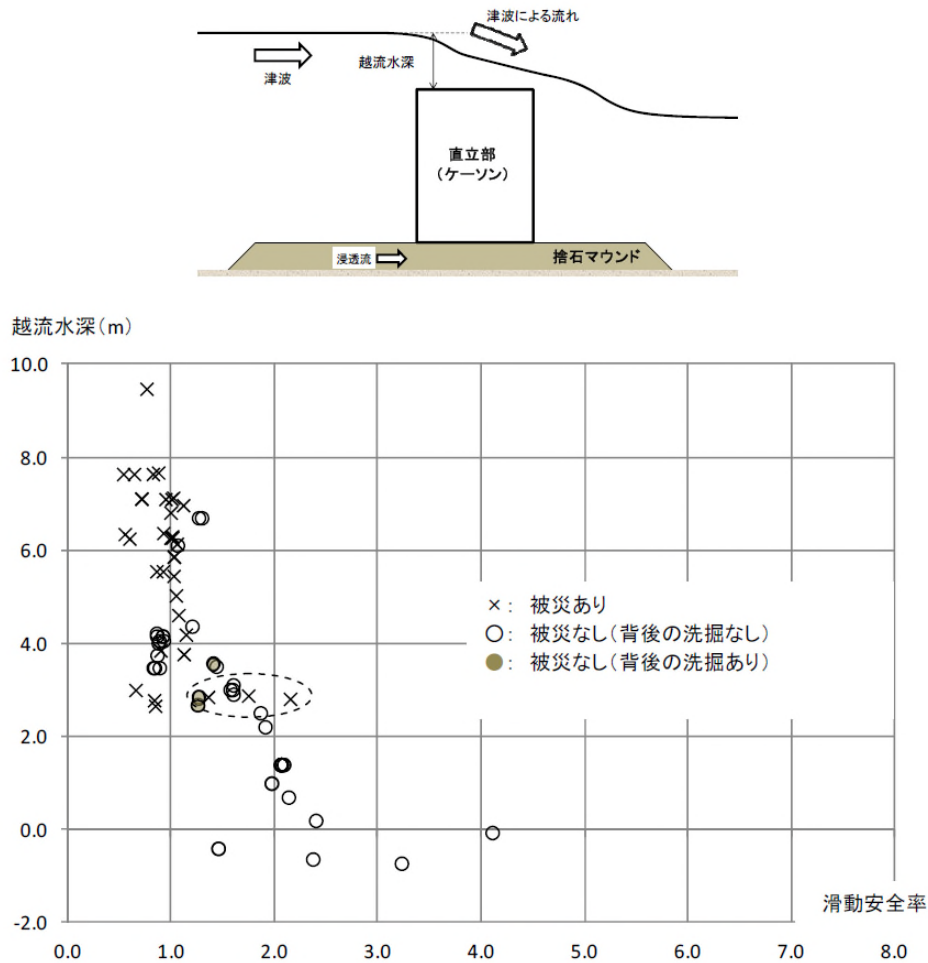 津波による流れ
越流水深
津波
直立部
(ケーソン)
浸透流
捨石マウンド
越流水深(m)
10.0
8.0
6.0
4.0
2.0
0.0
-2.0
×: 被災あり
○: 被災なし(背後の洗掘なし)
●: 被災なし(背後の洗掘あり)
滑動安全率
0.0 1.0 2.0 3.0 4.0 5.0 6.0 7.0 8.0